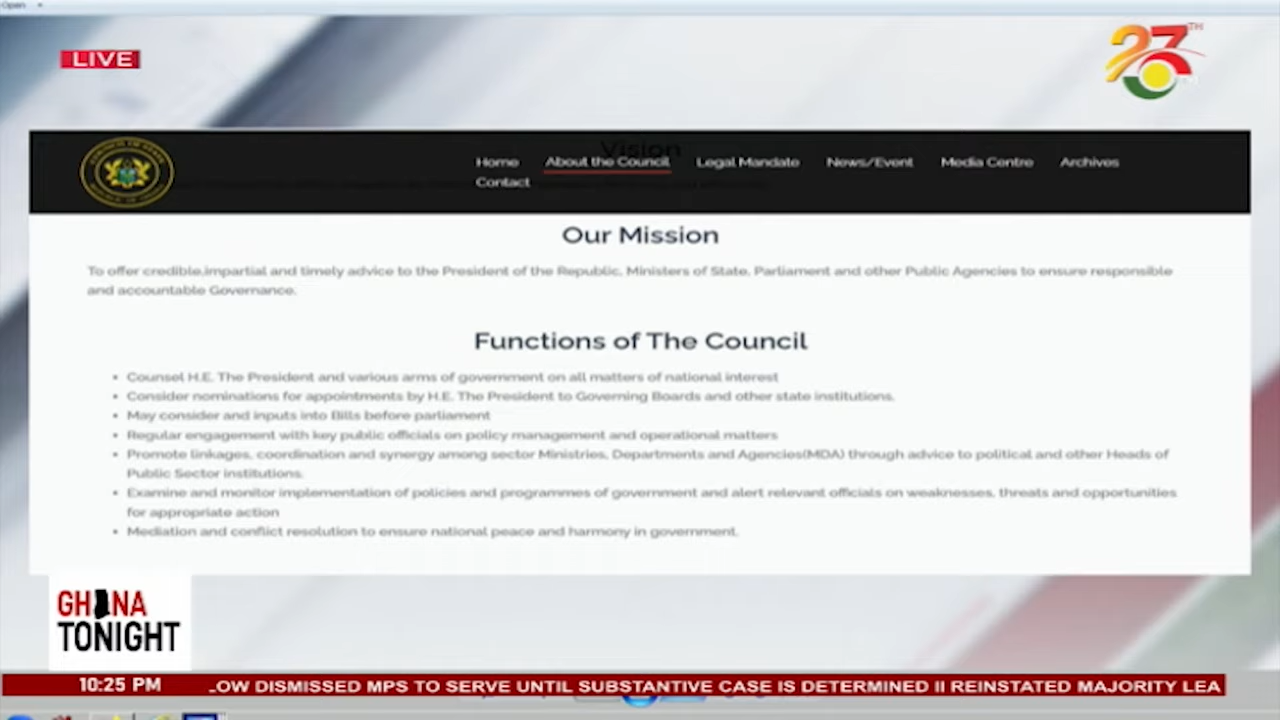 Open
LIVE
23TH
Vision
Home About the Council Legal Mandate News/Event Media Centre Archives
Contact
Our Mission
To offer credible,impartial and timely advice to the President of the Republic, Ministers of State, Parliament and other Public Agencies to ensure responsible
and accountable Governance.
Functions of The Council
• Counsel H.E. The President and various arms of government on all matters of national interest
• Consider nominations for appointments by H.E. The President to Governing Boards and other state institutions.
• May consider and inputs into Bills before parliament
• Regular engagement with key public officials on policy management and operational matters
• Promote linkages, coordination and synergy among sector Ministries, Departments and Agencies(MDA) through advice to political and other Heads of
Public Sector institutions.
• Examine and monitor implementation of policies and programmes of government and alert relevant officials on weaknesses, threats and opportunities
for appropriate action
• Mediation and conflict resolution to ensure national peace and harmony in government.
GHANA
TONIGHT
10:25 PM OW DISMISSED MPS TO SERVE UNTIL SUBSTANTIVE CASE IS DETERMINED II REINSTATED MAJORITY LEA